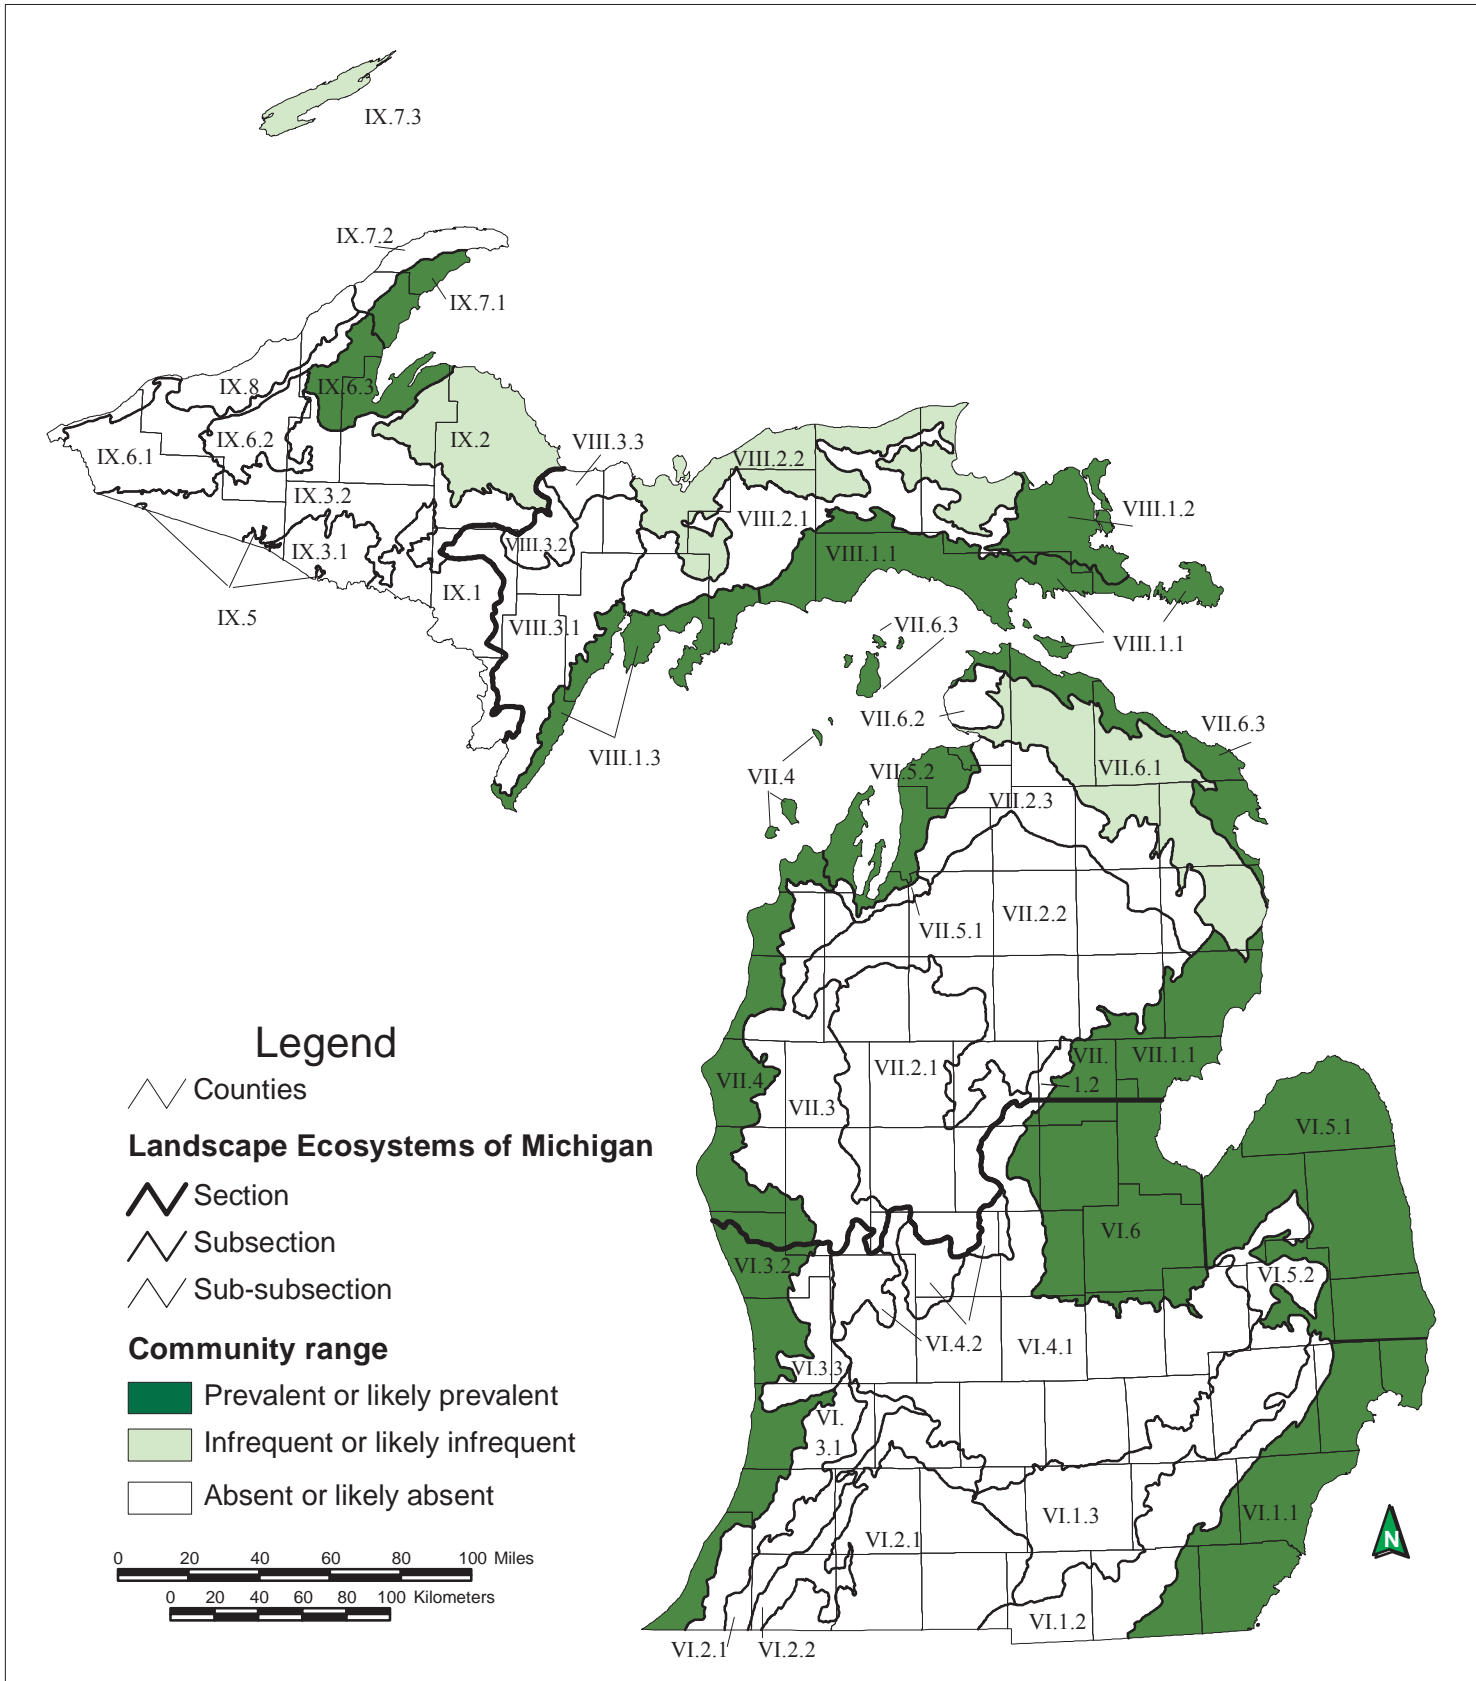 IX.7.3
IX.7.2
IX.7.1
IX.8
IX.6.3
IX.6.2
IX.2
VIII.3.3
IX.6.1
VIII.2.2
IX.3.2
VIII.2.1
VIII.1.2
IX.3.1
VIII.3.2
VIII.1.1
IX.1
IX.5
VIII.3.1
VII.6.3
VIII.1.1
VII.6.2
VII.6.3
VIII.1.3
VII.4
VII.5.2
VII.6.1
VII.2.3
VII.2.2
VII.5.1
Legend
Counties
Landscape Ecosystems of Michigan
Section
Subsection
Sub-subsection
Community range
Prevalent or likely prevalent
Infrequent or likely infrequent
Absent or likely absent
0 20 40 60 80 100 Miles
0 20 40 60 80 100 Kilometers
VII.4
VII.3
VII.2.1
VII.
1.2
VII.1.1
VI.5.1
VI.6
VI.3.2
VI.5.2
VI.4.2
VI.4.1
VI.3.3
VI.
3.1
VI.1.3
VI.1.1
VI.2.1
VI.1.2
VI.2.1
VI.2.2
N